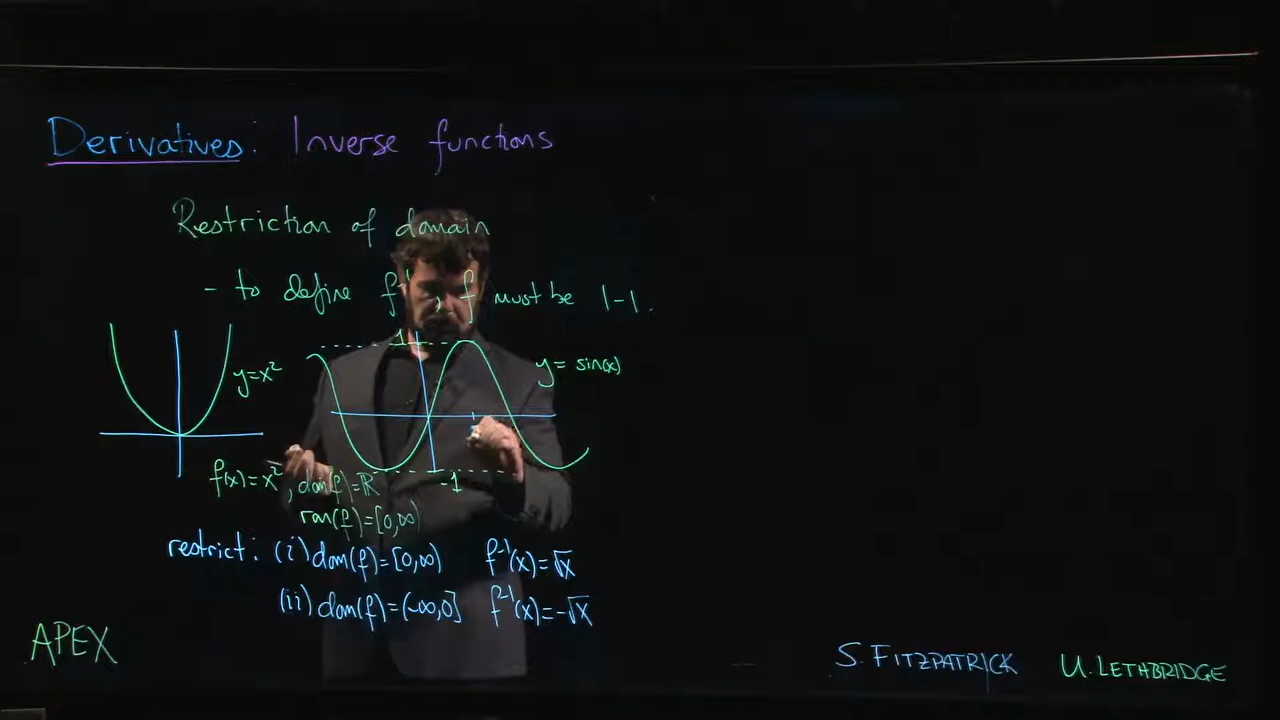 Derivatives: Inverse functions
Restriction of domain
- to define f⁻¹, f must be 1-1.
1
y = sin(x)
y = x²
-1
f(x) = x², dom(f) = ℝ
ran(f) = [0,∞)
restrict: (i) dom(f) = [0,∞) f⁻¹(x) = √x
(ii) dom(f) = (-∞,0] f⁻¹(x) = -√x
APEX
S. FITZPATRICK U. LETHBRIDGE